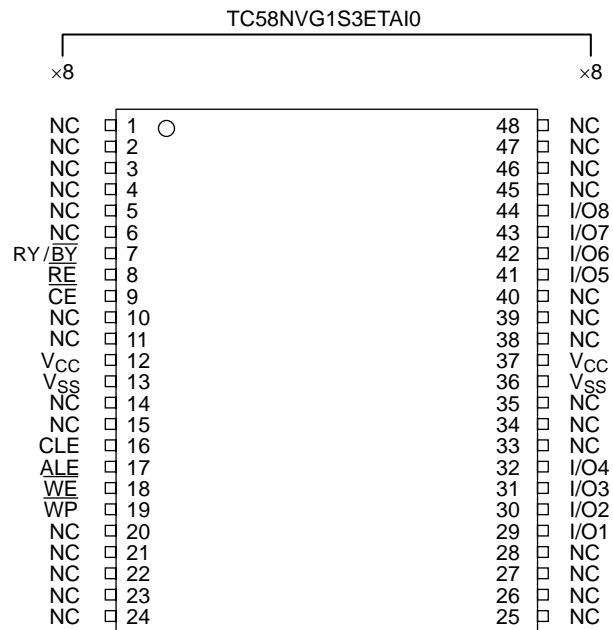 TC58NVG1S3ETAI0
×8 ×8
NC 1 48 NC
NC 2 47 NC
NC 3 46 NC
NC 4 45 NC
NC 5 44 I/O8
NC 6 43 I/O7
RY/B̅Y̅ 7 42 I/O6
R̅E̅ 8 41 I/O5
C̅E̅ 9 40 NC
NC 10 39 NC
NC 11 38 NC
VCC 12 37 VCC
VSS 13 36 VSS
NC 14 35 NC
NC 15 34 NC
CLE 16 33 NC
ALE 17 32 I/O4
W̅E̅ 18 31 I/O3
W̅P̅ 19 30 I/O2
NC 20 29 I/O1
NC 21 28 NC
NC 22 27 NC
NC 23 26 NC
NC 24 25 NC